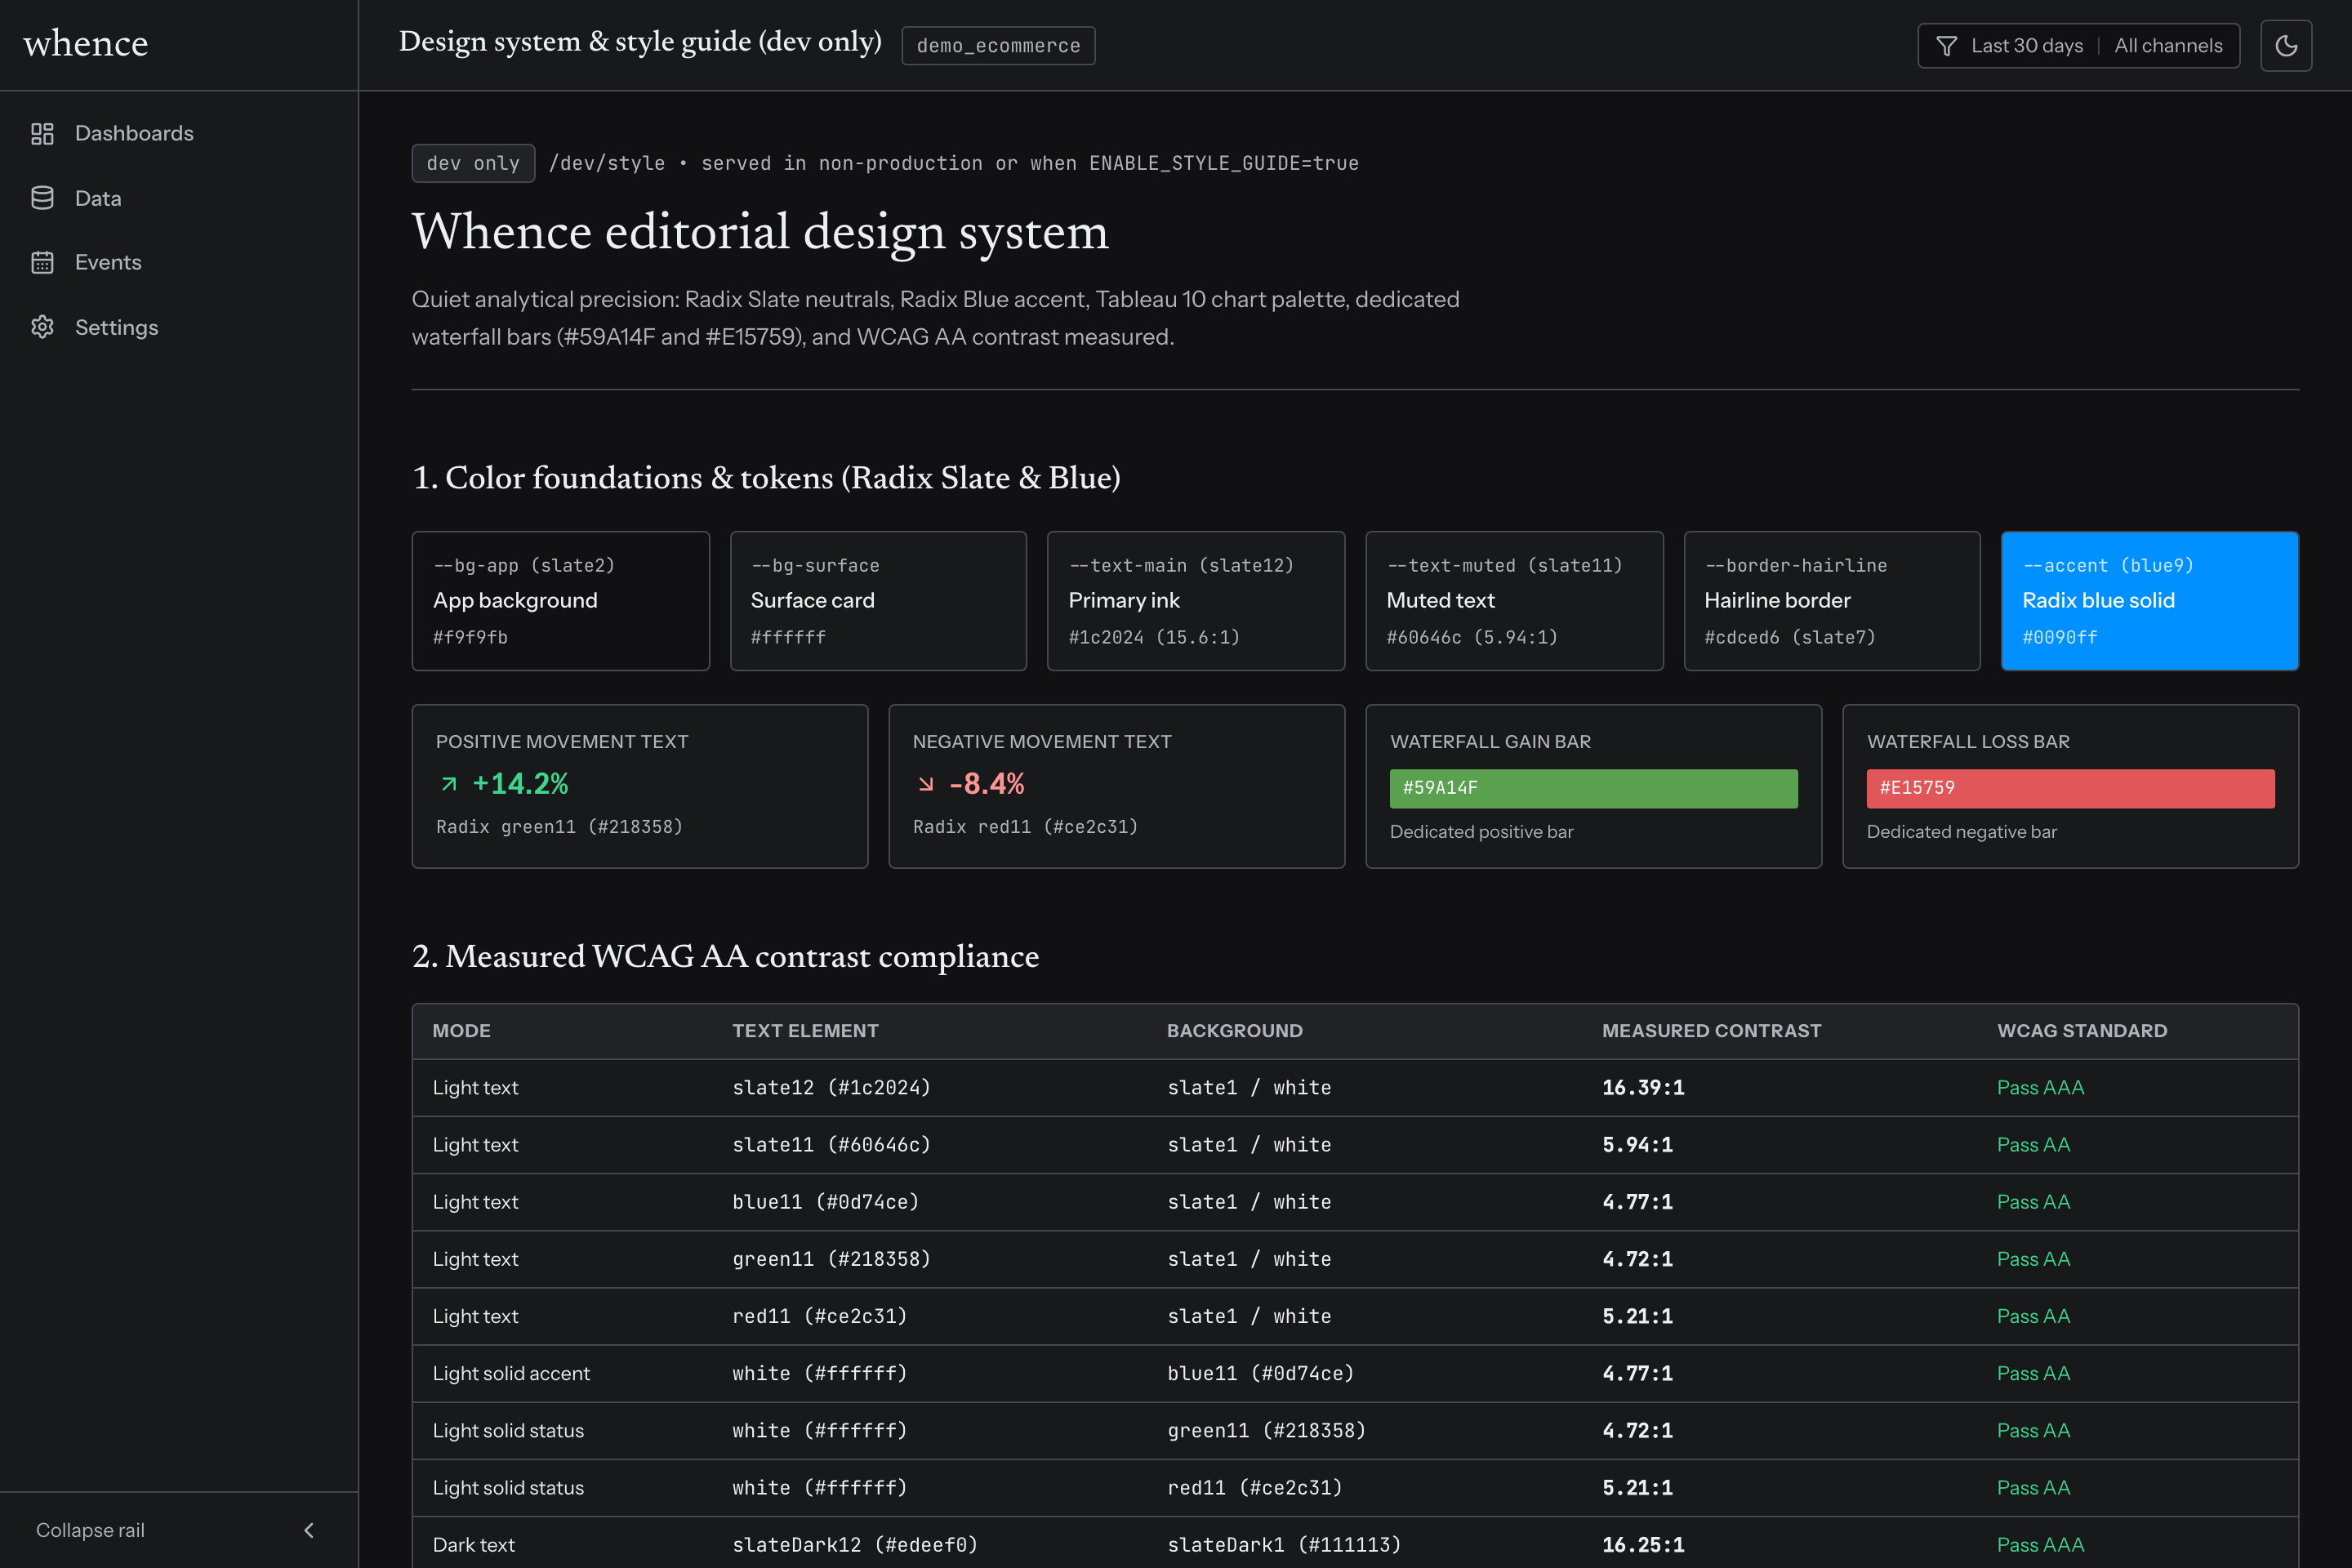 whence
Design system & style guide (dev only)
demo_ecommerce
Last 30 days
All channels
Dashboards
Data
Events
Settings
Collapse rail
dev only
/dev/style • served in non-production or when ENABLE_STYLE_GUIDE=true
Whence editorial design system
Quiet analytical precision: Radix Slate neutrals, Radix Blue accent, Tableau 10 chart palette, dedicated
waterfall bars (#59A14F and #E15759), and WCAG AA contrast measured.
1. Color foundations & tokens (Radix Slate & Blue)
--bg-app (slate2)
App background
#f9f9fb
--bg-surface
Surface card
#ffffff
--text-main (slate12)
Primary ink
#1c2024 (15.6:1)
--text-muted (slate11)
Muted text
#60646c (5.94:1)
--border-hairline
Hairline border
#cdced6 (slate7)
--accent (blue9)
Radix blue solid
#0090ff
POSITIVE MOVEMENT TEXT
+14.2%
Radix green11 (#218358)
NEGATIVE MOVEMENT TEXT
-8.4%
Radix red11 (#ce2c31)
WATERFALL GAIN BAR
#59A14F
Dedicated positive bar
WATERFALL LOSS BAR
#E15759
Dedicated negative bar
2. Measured WCAG AA contrast compliance
MODE TEXT ELEMENT BACKGROUND MEASURED CONTRAST WCAG STANDARD
Light text slate12 (#1c2024) slate1 / white 16.39:1 Pass AAA
Light text slate11 (#60646c) slate1 / white 5.94:1 Pass AA
Light text blue11 (#0d74ce) slate1 / white 4.77:1 Pass AA
Light text green11 (#218358) slate1 / white 4.72:1 Pass AA
Light text red11 (#ce2c31) slate1 / white 5.21:1 Pass AA
Light solid accent white (#ffffff) blue11 (#0d74ce) 4.77:1 Pass AA
Light solid status white (#ffffff) green11 (#218358) 4.72:1 Pass AA
Light solid status white (#ffffff) red11 (#ce2c31) 5.21:1 Pass AA
Dark text slateDark12 (#edeef0) slateDark1 (#111113) 16.25:1 Pass AAA